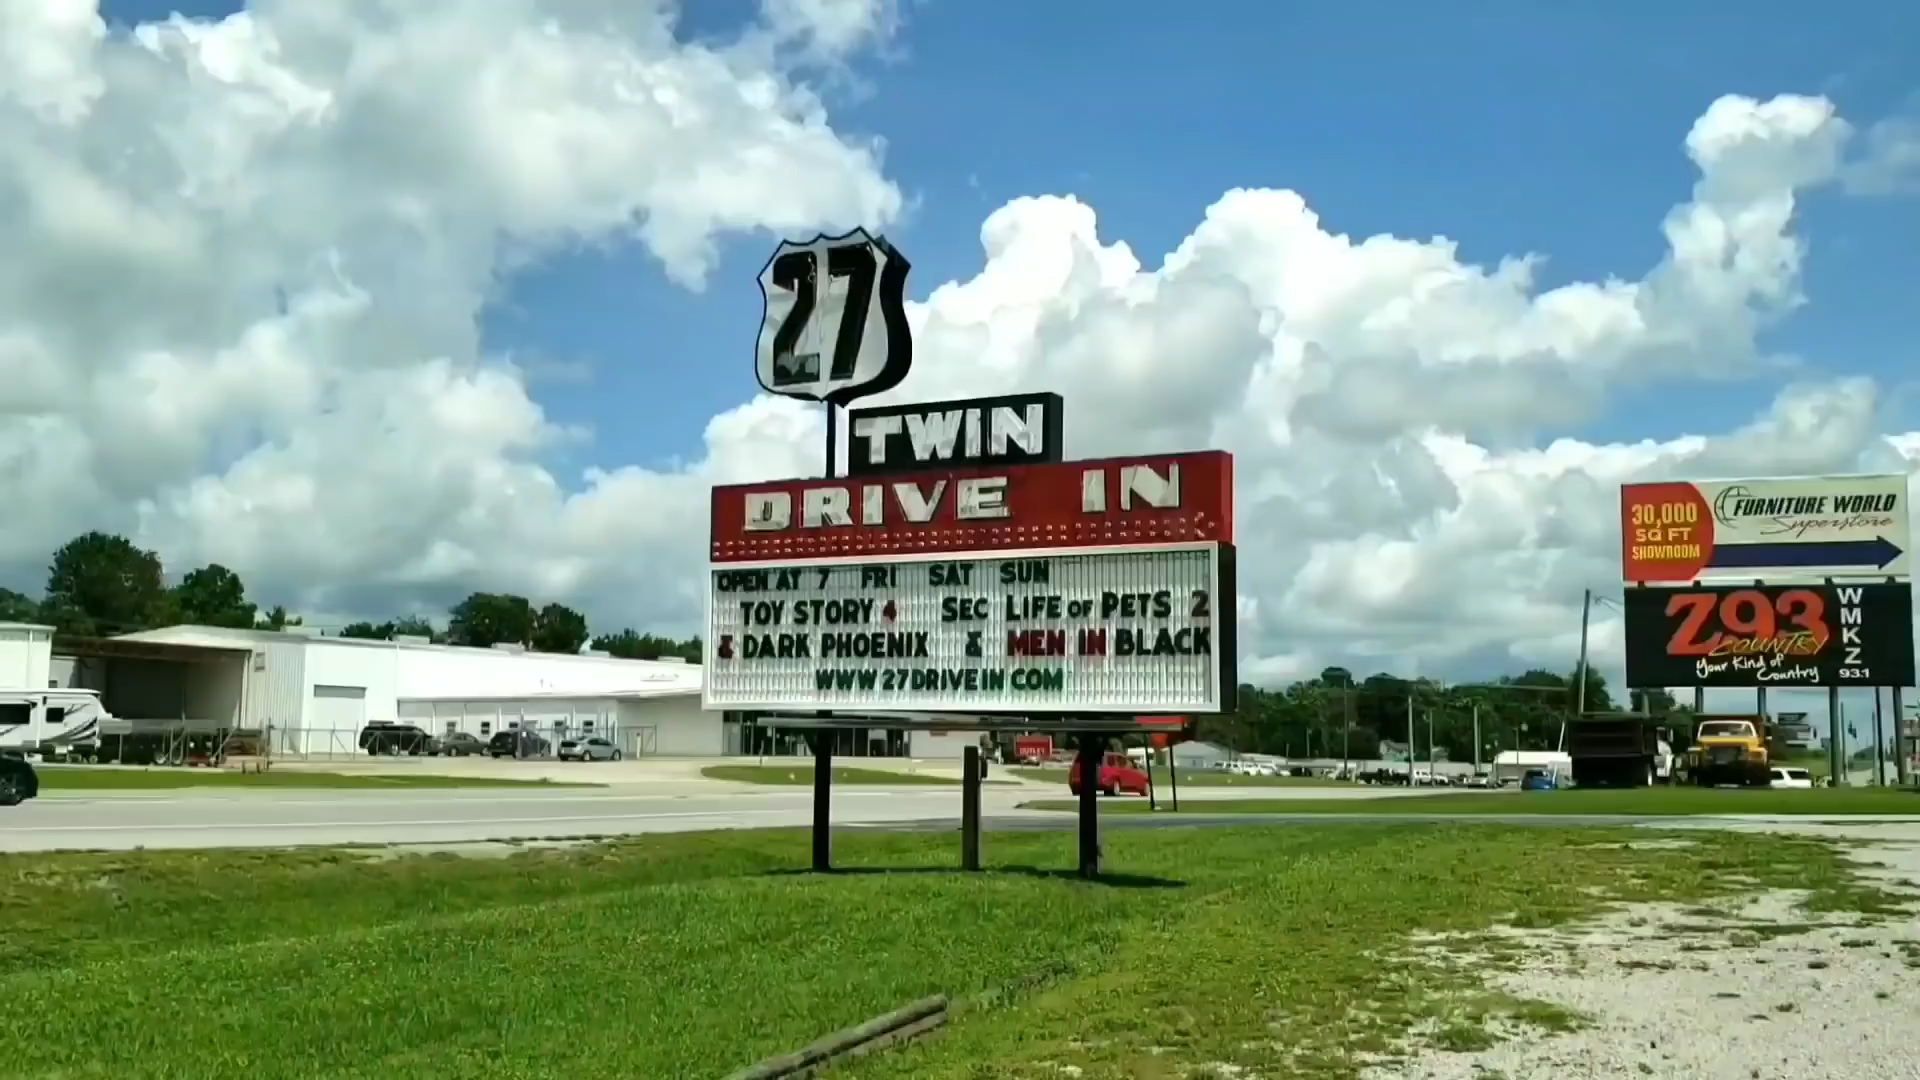 27
TWIN
DRIVE IN
OPEN AT 7 FRI SAT SUN
TOY STORY 4 SEC LIFE OF PETS 2
& DARK PHOENIX & MEN IN BLACK
WWW 27DRIVEIN COM
30,000
SQ FT
SHOWROOM
FURNITURE WORLD
Superstore
Z93
COUNTRY
Your Kind of
Country
WMKZ
93.1
OUTLET